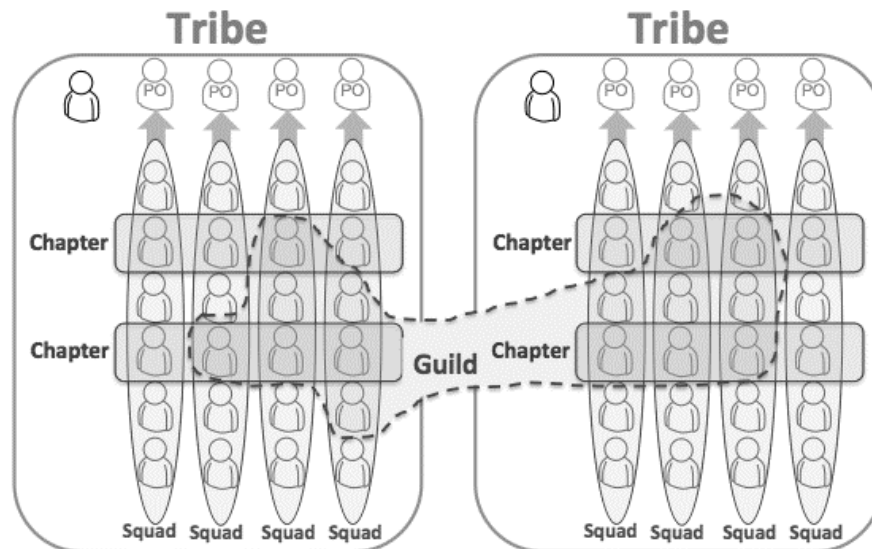 Tribe Tribe
PO PO PO PO PO PO PO PO
Chapter Chapter
Chapter Guild Chapter
Squad Squad Squad Squad Squad Squad Squad Squad